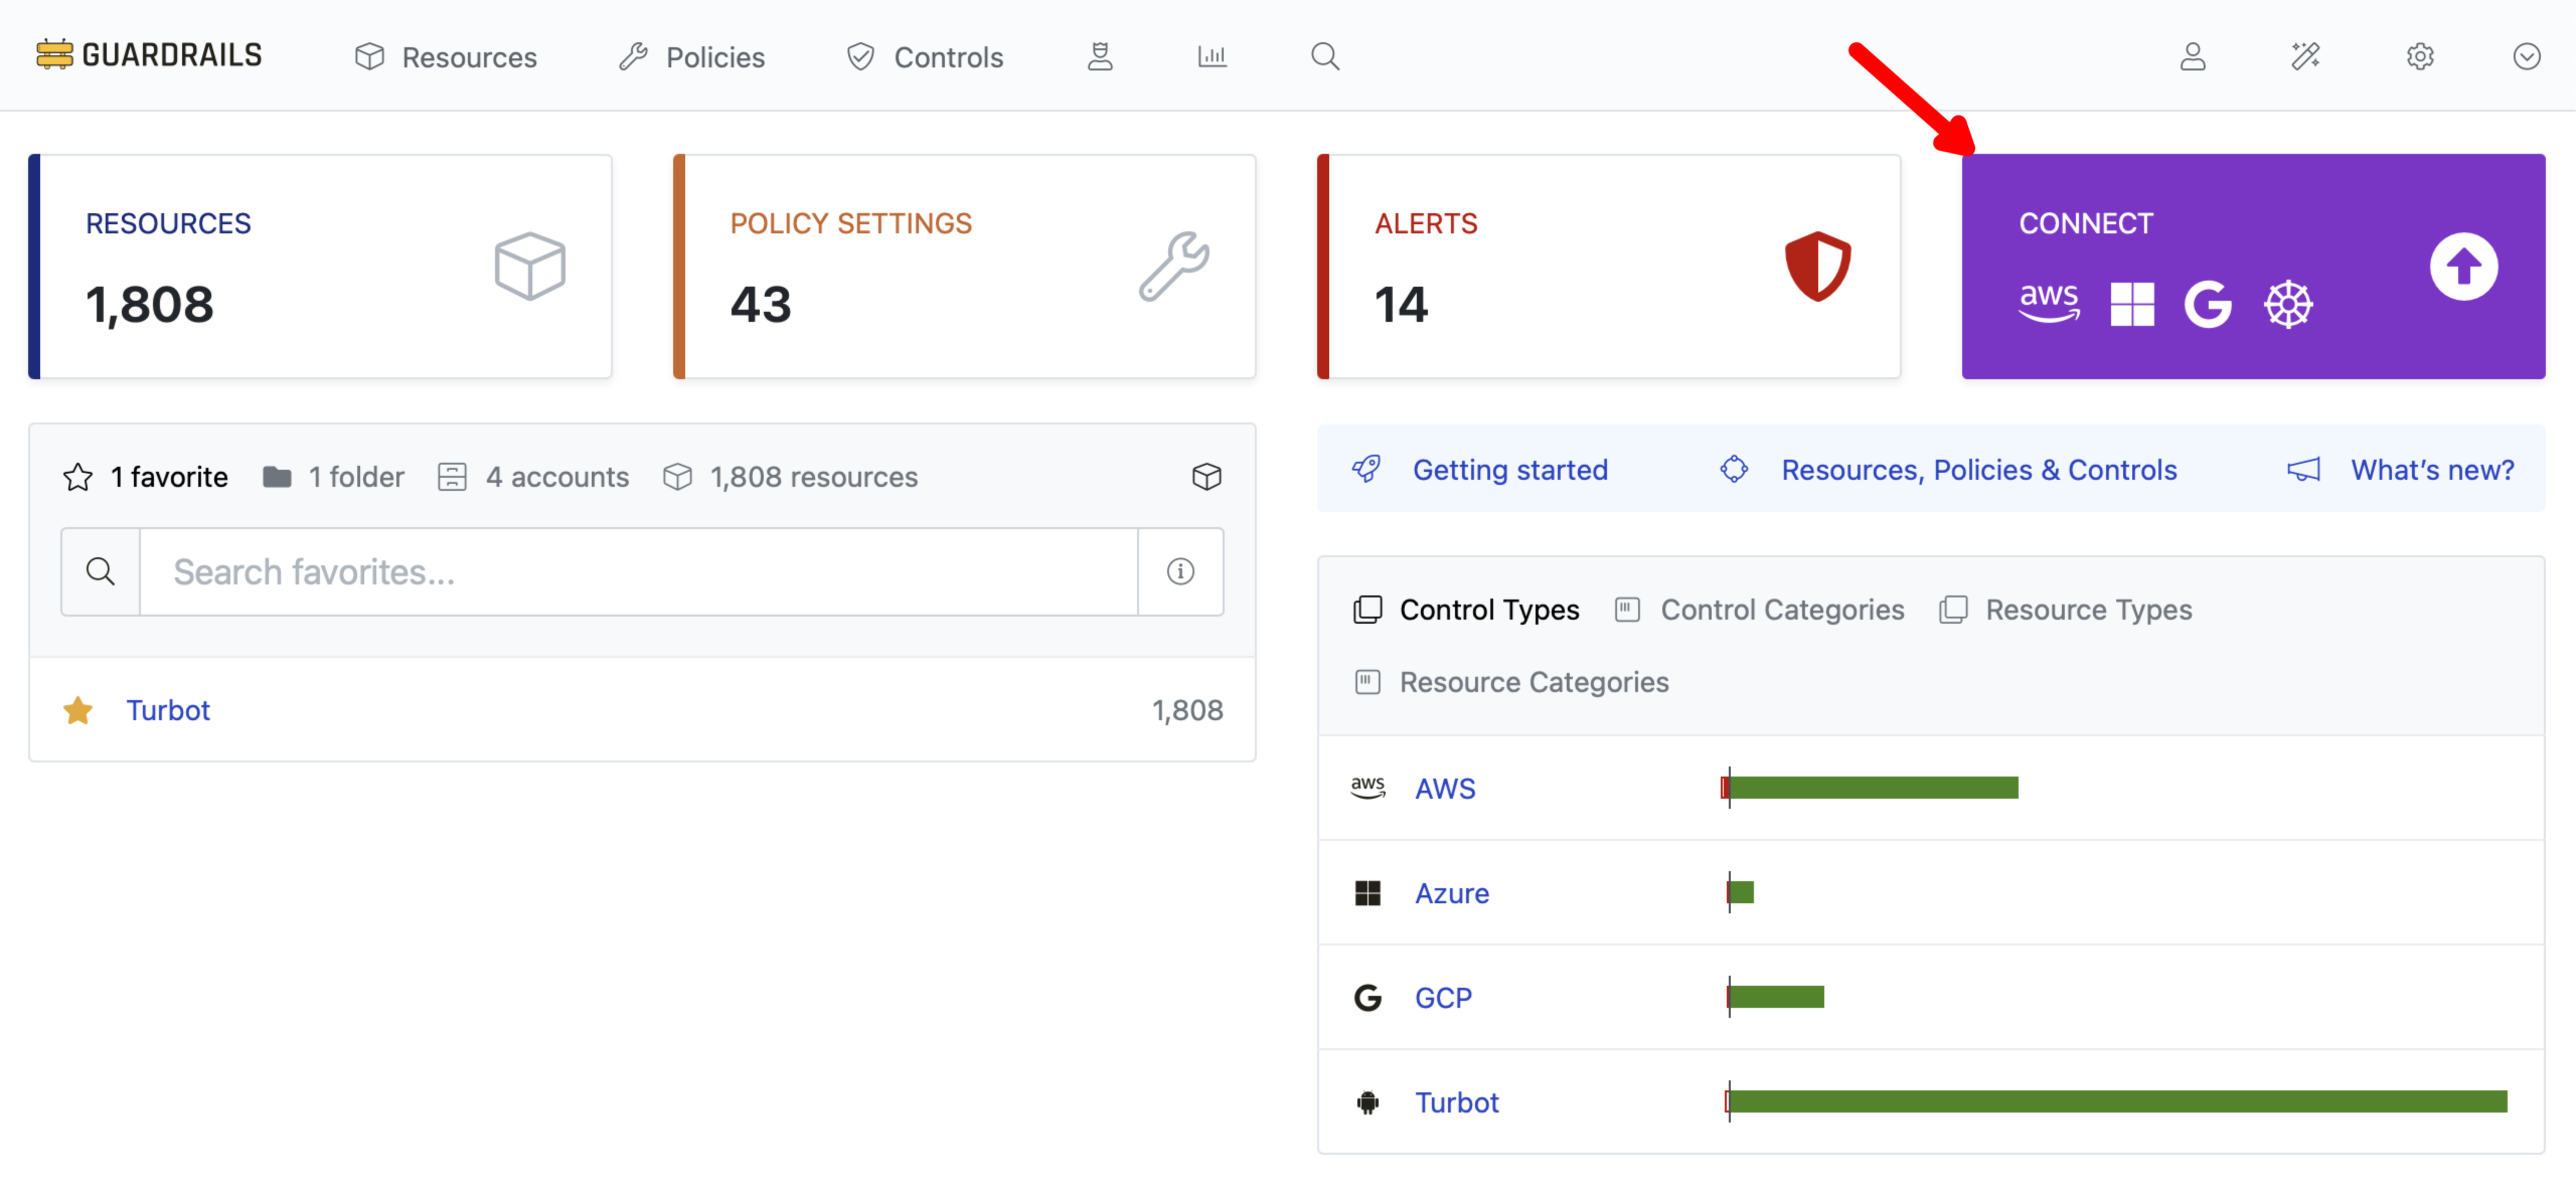 GUARDRAILS
Resources
Policies
Controls
RESOURCES
1,808
POLICY SETTINGS
43
ALERTS
14
CONNECT
aws
1 favorite
1 folder
4 accounts
1,808 resources
Search favorites...
Turbot
1,808
Getting started
Resources, Policies & Controls
What's new?
Control Types
Control Categories
Resource Types
Resource Categories
aws
AWS
Azure
GCP
Turbot